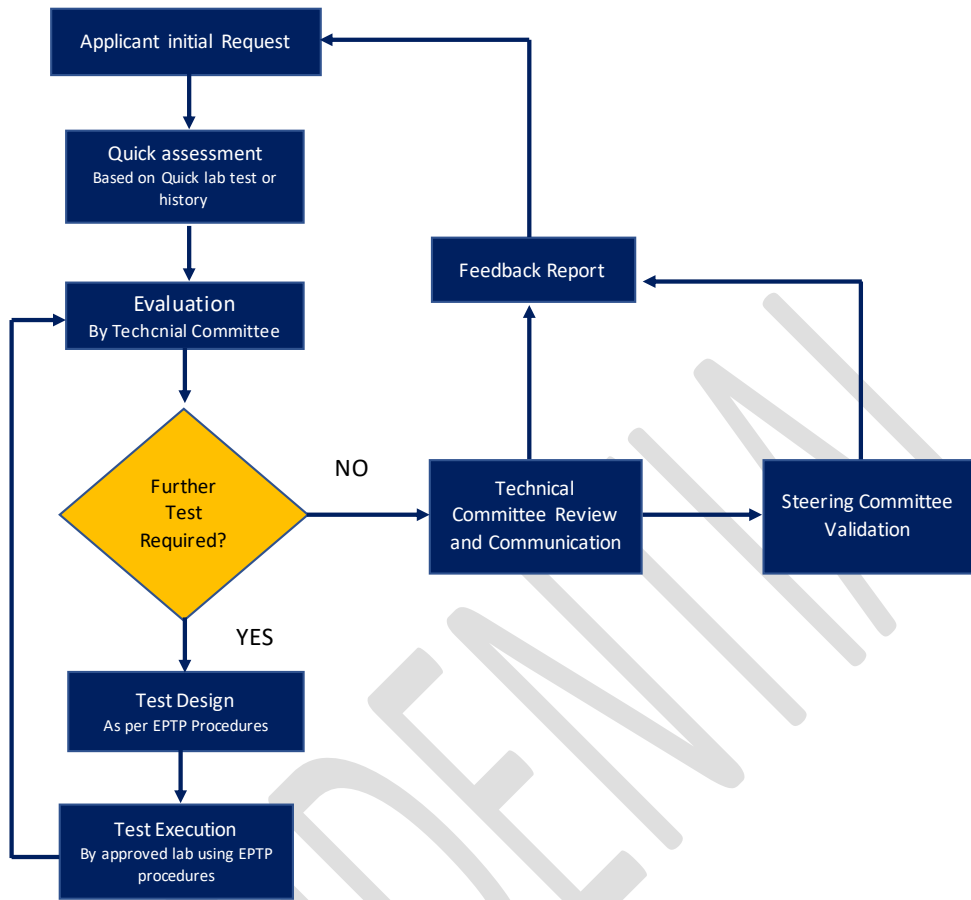 Applicant initial Request
Quick assessment
Based on Quick lab test or
history
Evaluation
By Techcnial Committee
Feedback Report
Further
Test
Required?
NO
Technical
Committee Review
and Communication
Steering Committee
Validation
YES
Test Design
As per EPTP Procedures
Test Execution
By approved lab using EPTP
procedures